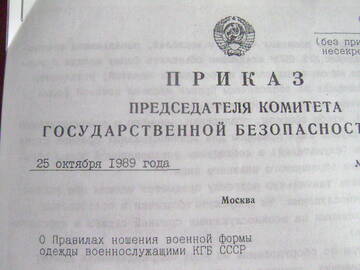 (без при
несекре
ПРИКАЗ
ПРЕДСЕДАТЕЛЯ КОМИТЕТА
ГОСУДАРСТВЕННОЙ БЕЗОПАСНОСТ
25 октября 1989 года
№
Москва
О Правилах ношения военной формы
одежды военнослужащими КГБ СССР